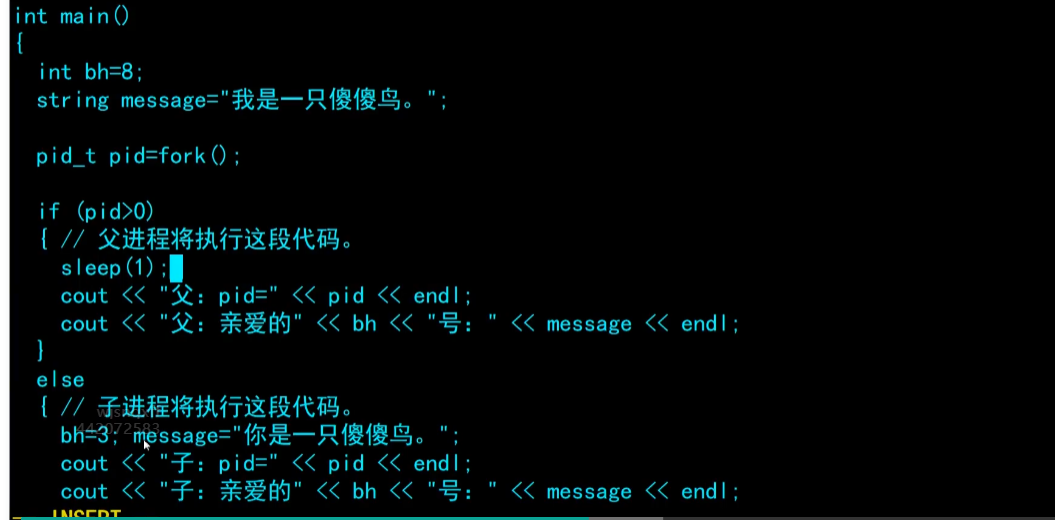 int main()
{
int bh=8;
string message="我是一只傻傻鸟。";
pid_t pid=fork();
if (pid>0)
{ // 父进程将执行这段代码。
sleep(1);
cout << "父：pid=" << pid << endl;
cout << "父：亲爱的" << bh << "号：" << message << endl;
}
else
{ // 子进程将执行这段代码。
bh=3; message="你是一只傻傻鸟。";
cout << "子：pid=" << pid << endl;
cout << "子：亲爱的" << bh << "号：" << message << endl;
INSERT